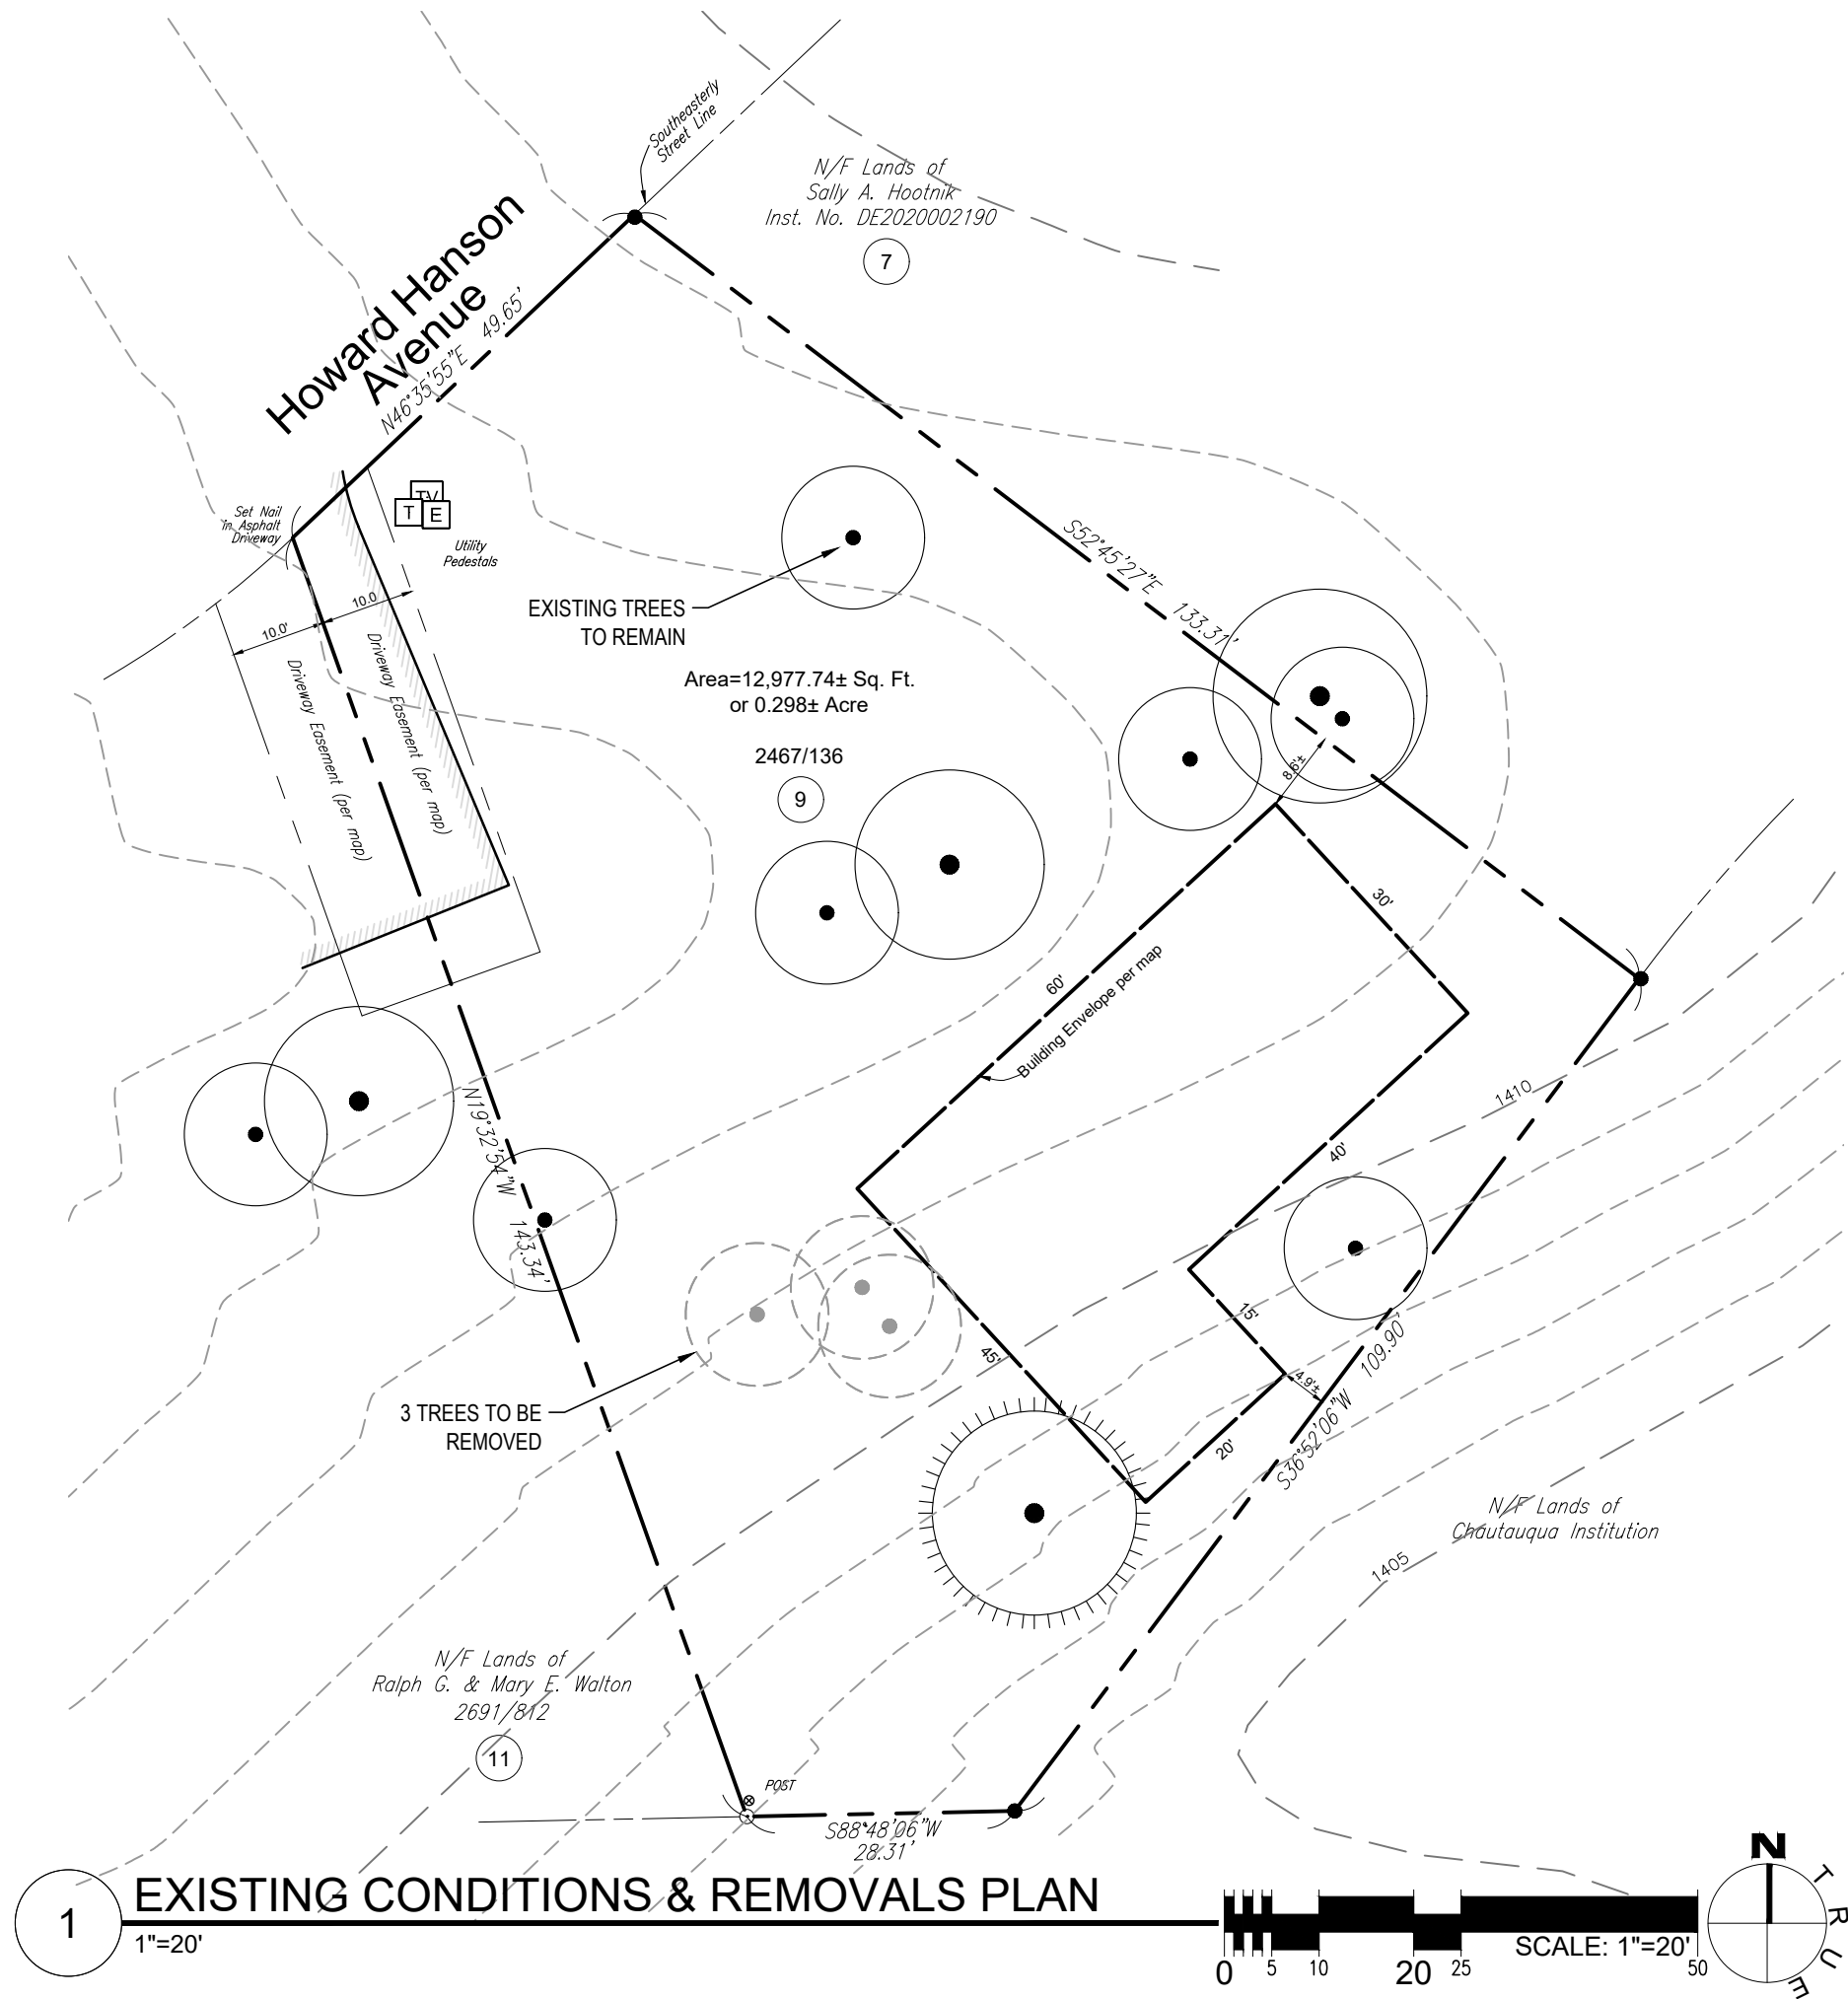 Southeasterly
Street Line
N/F Lands of
Sally A. Hootnik
Inst. No. DE2020002190
7
Howard Hanson
Avenue
N46°35'55"E 49.65'
Set Nail
in Asphalt
Driveway
TV
T
E
Utility
Pedestals
S52°45'27"E 133.31'
EXISTING TREES
TO REMAIN
10.0'
10.0
Driveway Easement (per map)
Driveway Easement (per map)
Area=12,977.74± Sq. Ft.
or 0.298± Acre
2467/136
9
8.6'±
30'
60'
Building Envelope per map
N19°32'54"W 143.34'
1410
40'
15'
45'
4.9'±
20'
S36°52'06"W 109.90'
3 TREES TO BE
REMOVED
N/F Lands of
Chautauqua Institution
1405
N/F Lands of
Ralph G. & Mary E. Walton
2691/812
11
POST
S88°48'06"W
28.31'
1
EXISTING CONDITIONS & REMOVALS PLAN
1"=20'
SCALE: 1"=20'
0 5 10 20 25 50
N
TRUE